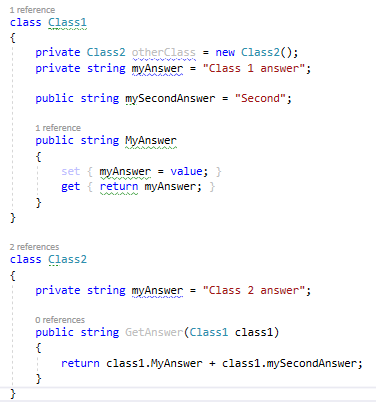 1 reference
class Class1
{
private Class2 otherClass = new Class2();
private string myAnswer = "Class 1 answer";
public string mySecondAnswer = "Second";
1 reference
public string MyAnswer
{
set { myAnswer = value; }
get { return myAnswer; }
}
}
2 references
class Class2
{
private string myAnswer = "Class 2 answer";
0 references
public string GetAnswer(Class1 class1)
{
return class1.MyAnswer + class1.mySecondAnswer;
}
}